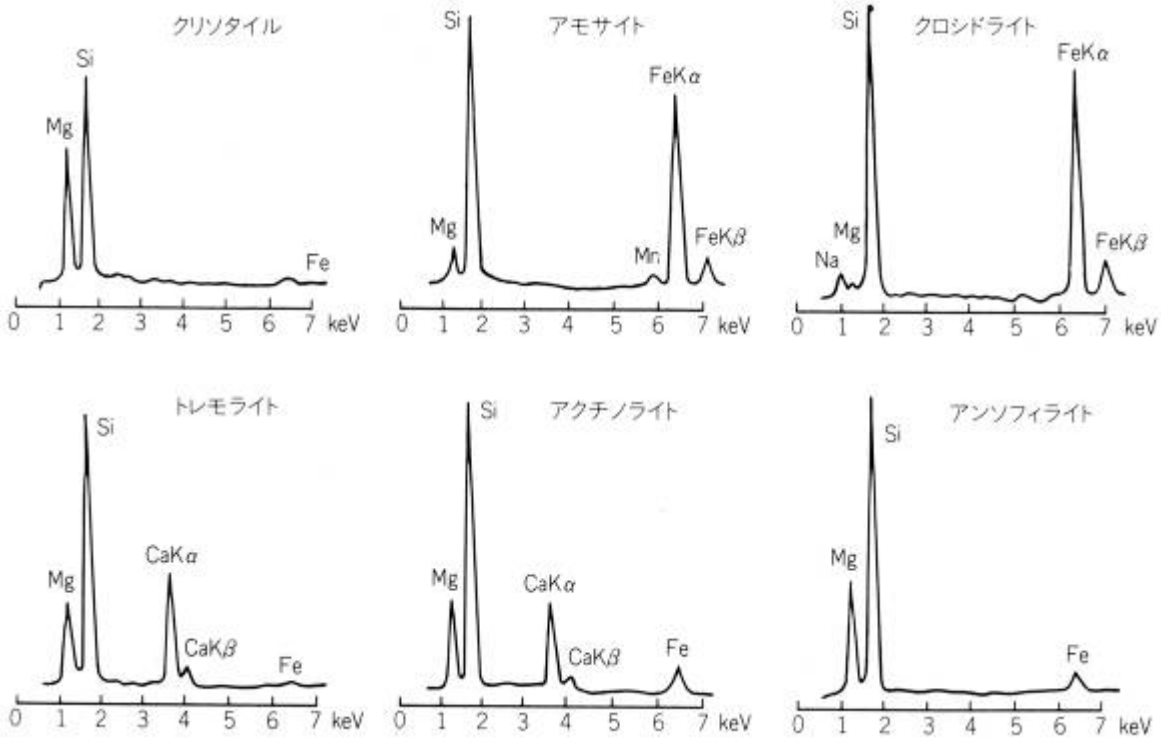 クリソタイル
Si
Mg
Fe
0 1 2 3 4 5 6 7 keV
アモサイト
Si
FeKα
Mg
Mn
FeKβ
0 1 2 4 6 7 keV
クロシドライト
Si
FeKα
Mg
Na
FeKβ
0 1 2 3 4 5 6 7 keV
トレモライト
Si
CaKα
Mg
CaKβ
Fe
0 1 2 3 4 5 6 7 keV
アクチノライト
Si
CaKα
Mg
CaKβ
Fe
0 1 2 3 4 5 6 7 keV
アンソフィライト
Si
Mg
Fe
0 1 2 3 4 5 6 7 keV